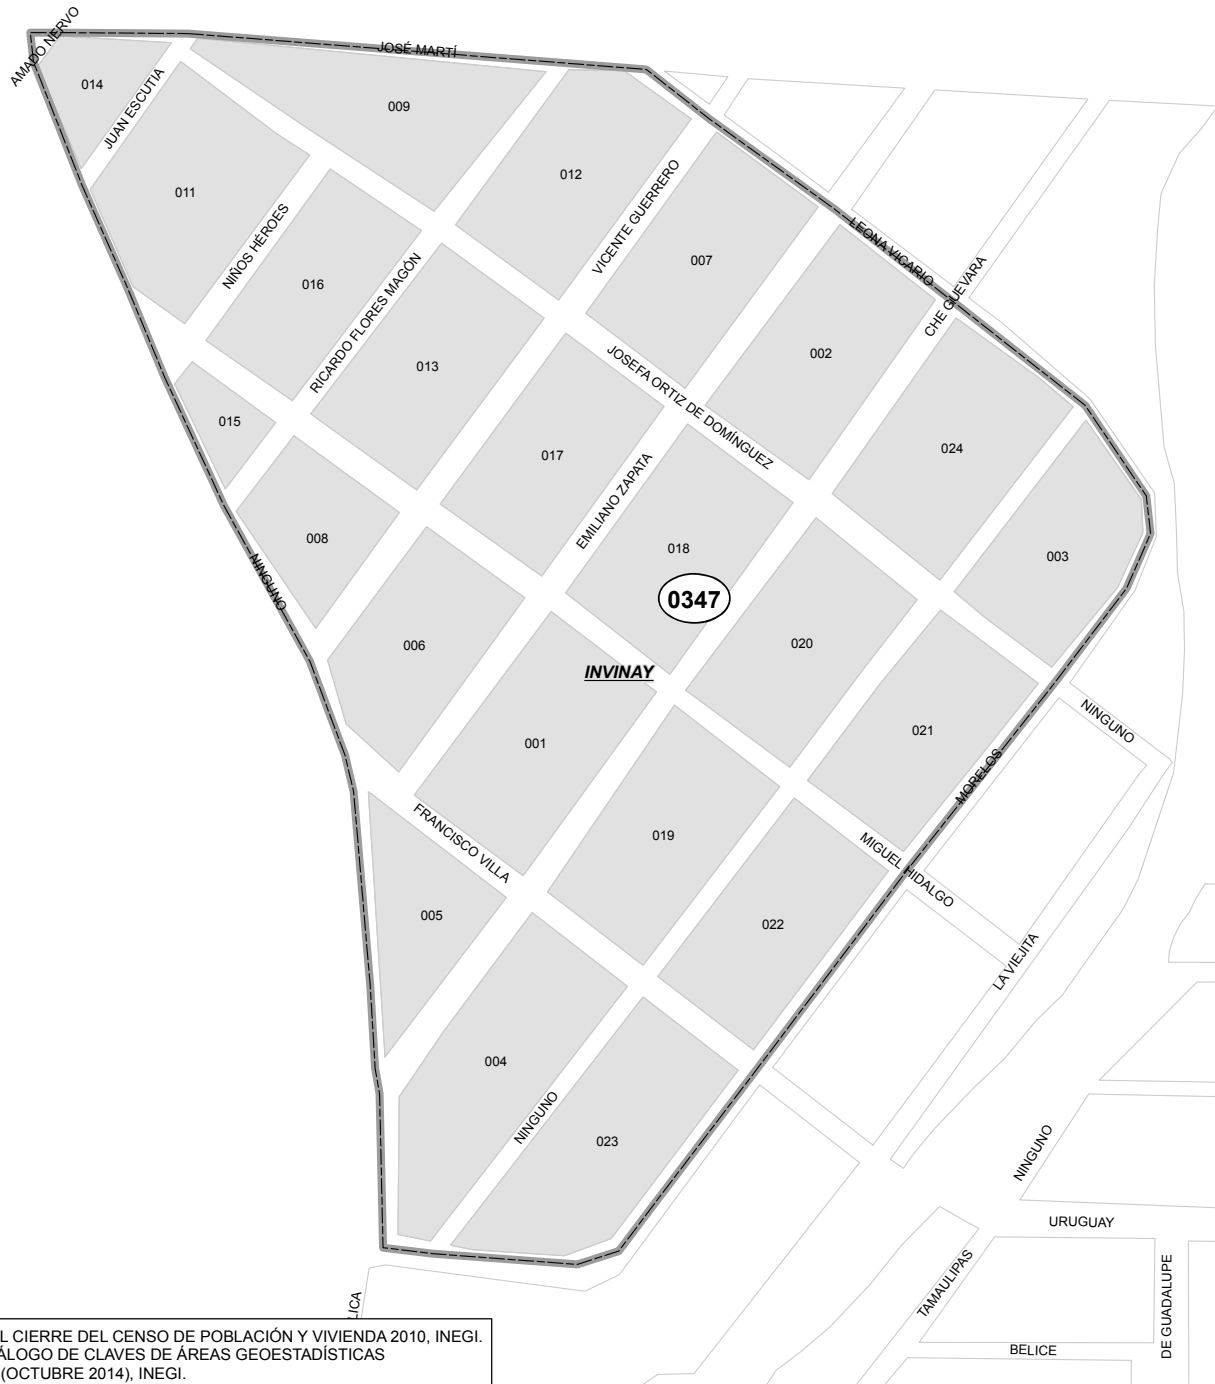 AMADO NERVO
JOSÉ MARTÍ
014
JUAN ESCUTIA
009
011
012
VICENTE GUERRERO
NIÑOS HÉROES
016
RICARDO FLORES MAGÓN
007
LEONA VICARIO
CHE GUEVARA
013
002
JOSEFA ORTIZ DE DOMÍNGUEZ
015
017
EMILIANO ZAPATA
024
008
018
003
NINGUNO
0347
006
INVINAY
020
001
021
NINGUNO
MORELOS
FRANCISCO VILLA
019
MIGUEL HIDALGO
005
022
LA VIEJITA
004
NINGUNO
023
NINGUNO
URUGUAY
TAMAULIPAS
DE GUADALUPE
BELICE
LICA
L CIERRE DEL CENSO DE POBLACIÓN Y VIVIENDA 2010, INEGI.
ÁLOGO DE CLAVES DE ÁREAS GEOESTADÍSTICAS
(OCTUBRE 2014), INEGI.